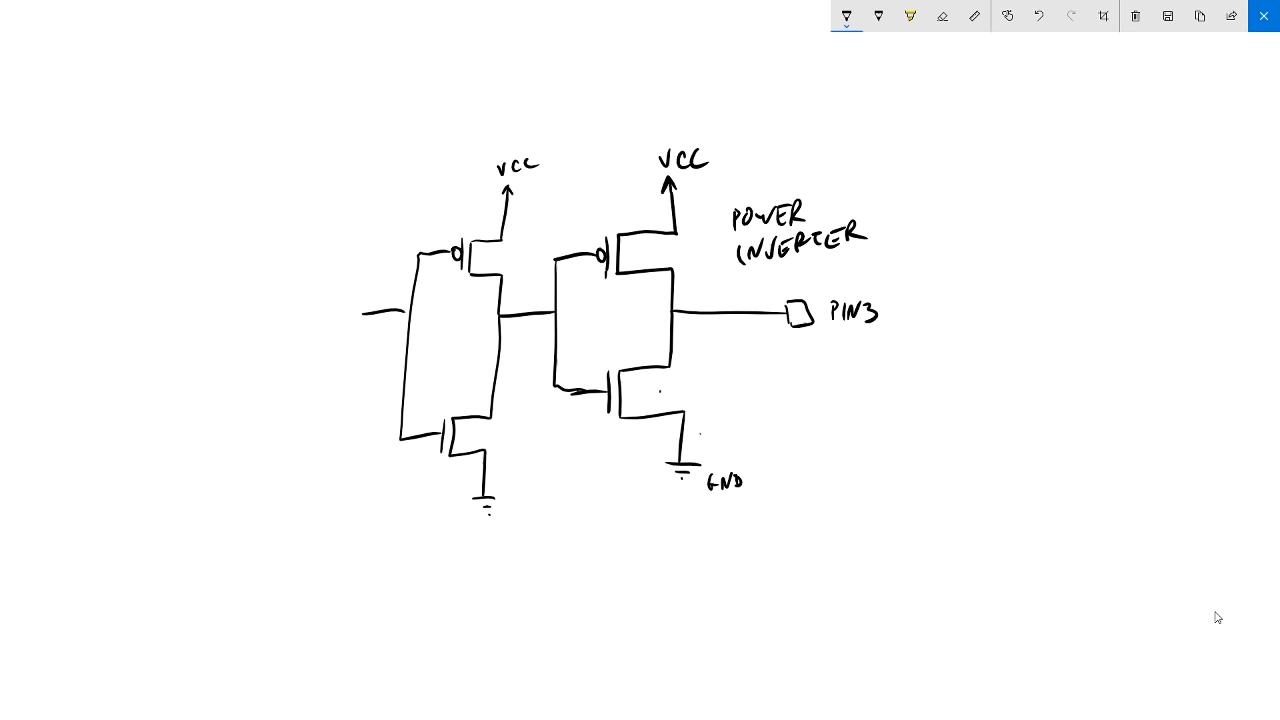 VCC
VCC
POWER
INVERTER
PIN3
GND